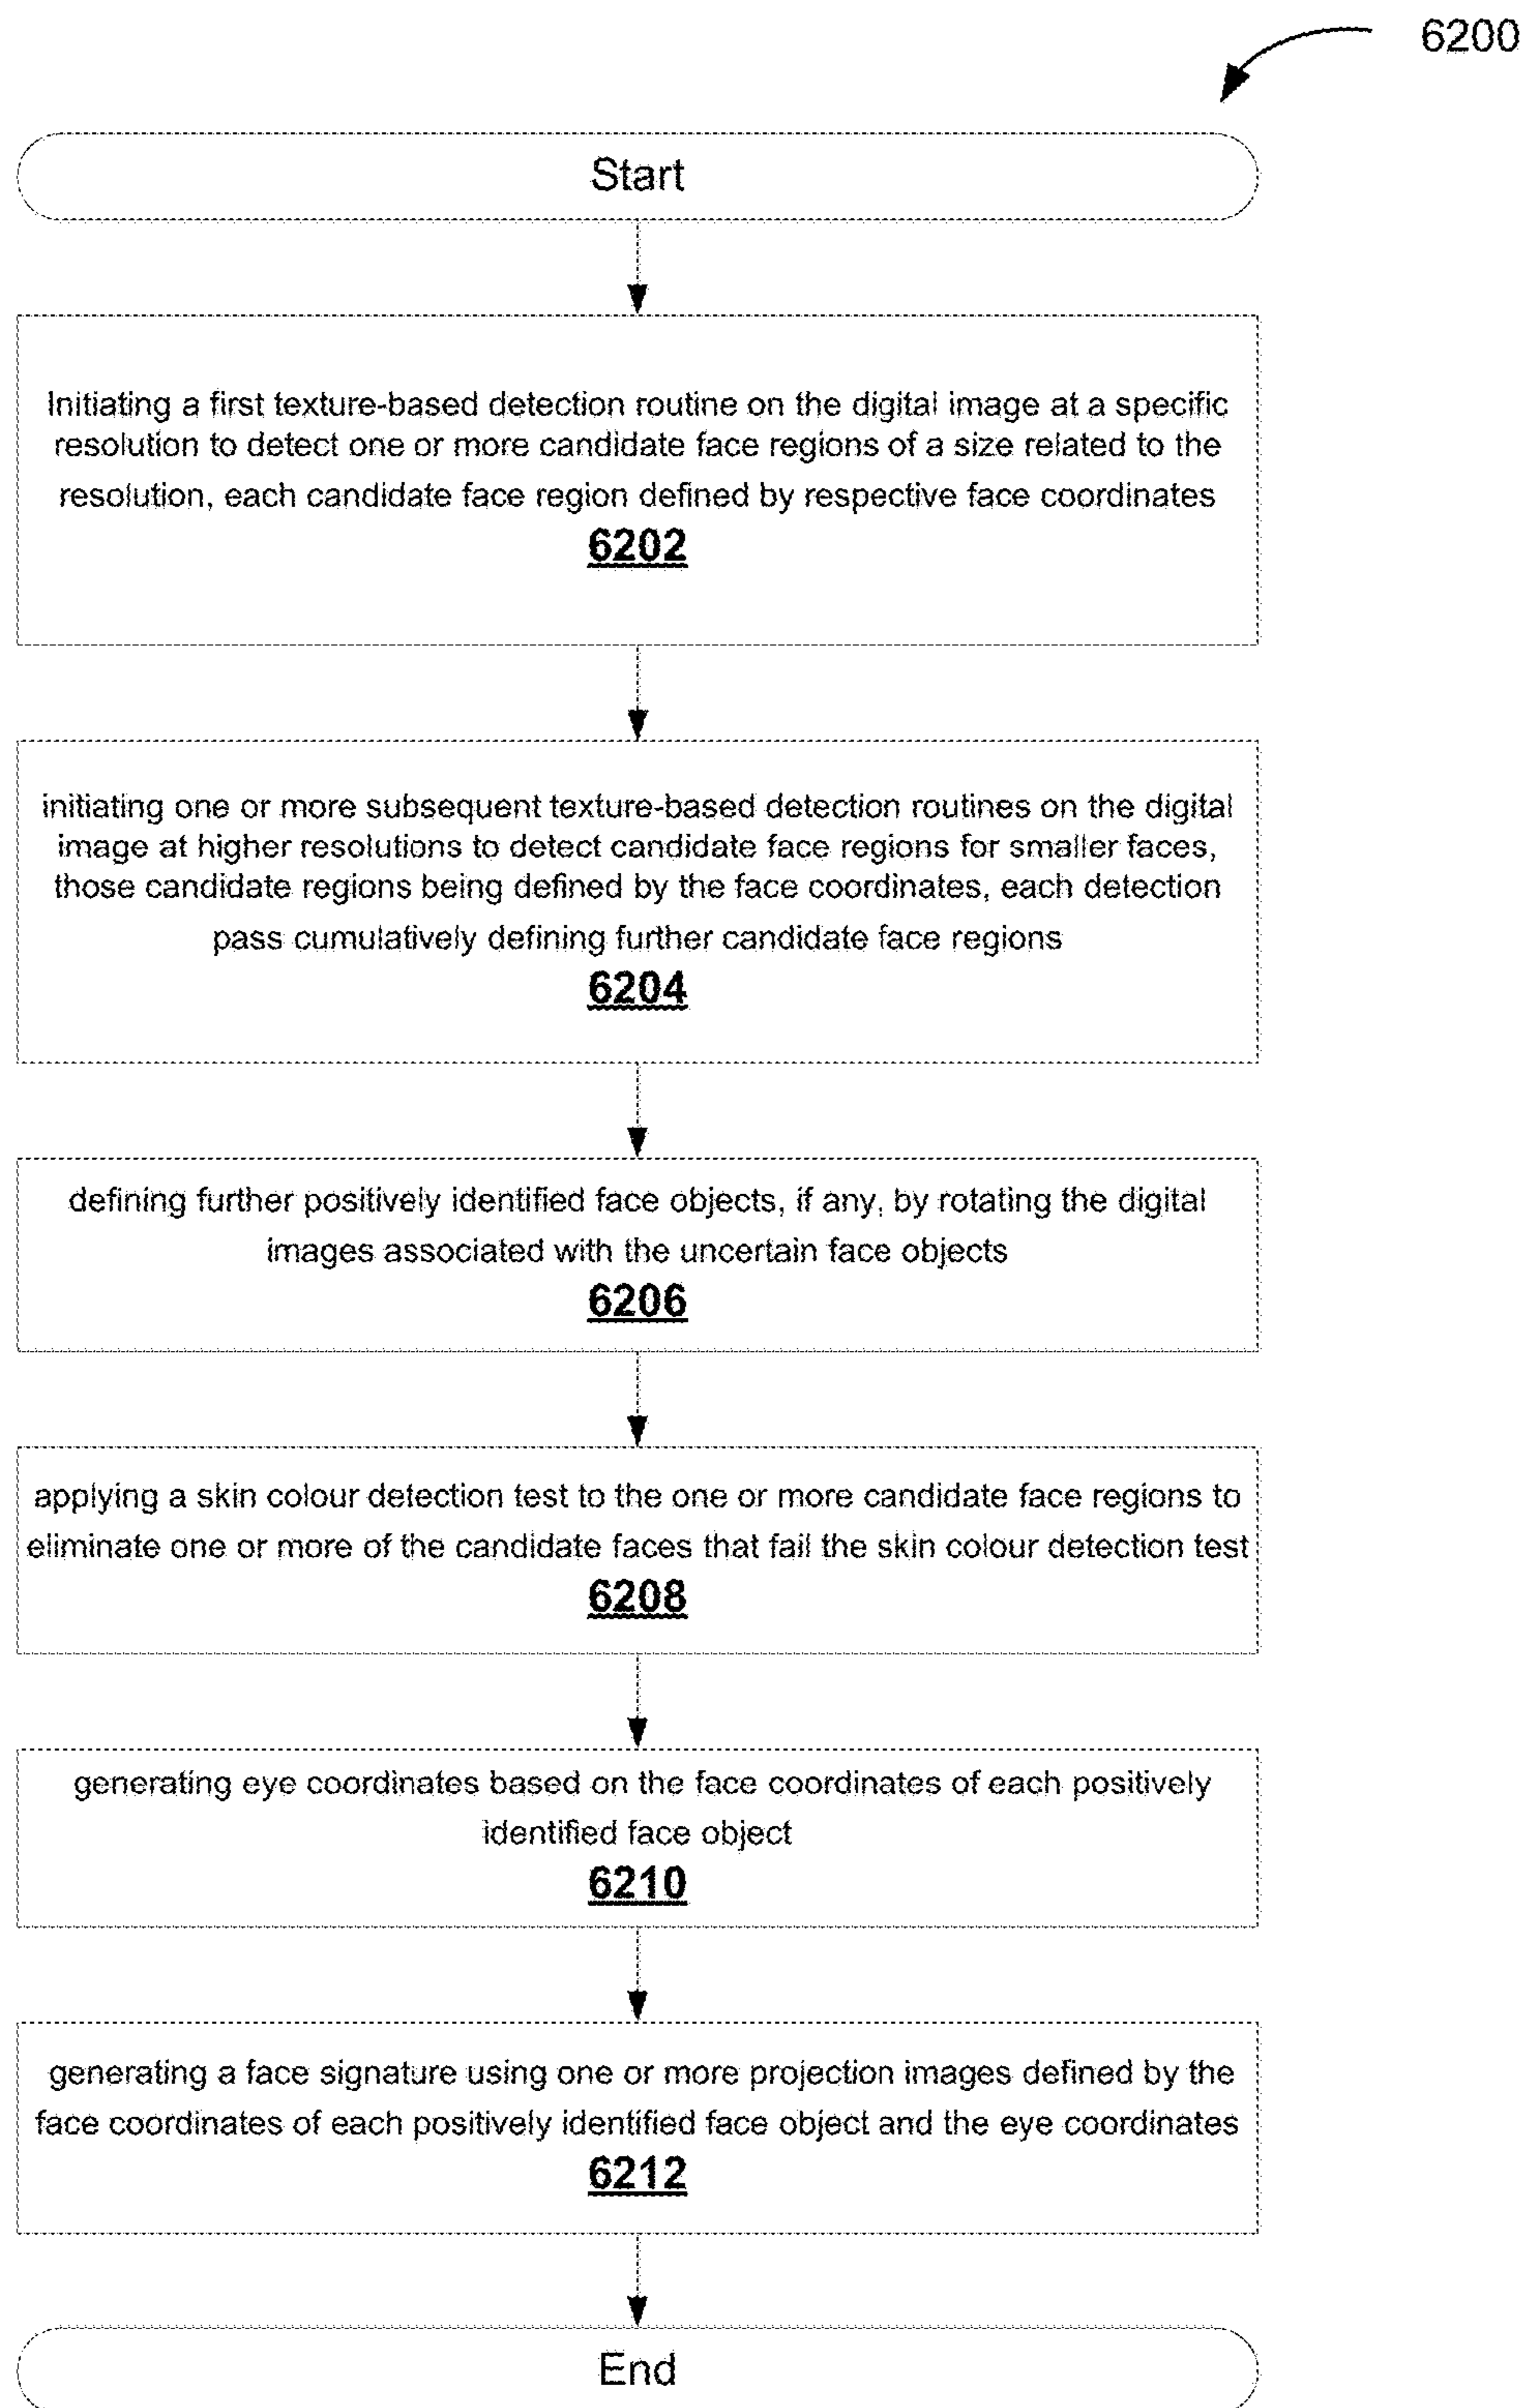 6200
Start
Initiating a first texture-based detection routine on the digital image at a specific
resolution to detect one or more candidate face regions of a size related to the
resolution, each candidate face region defined by respective face coordinates
6202
initiating one or more subsequent texture-based detection routines on the digital
image at higher resolutions to detect candidate face regions for smaller faces,
those candidate regions being defined by the face coordinates, each detection
pass cumulatively defining further candidate face regions
6204
defining further positively identified face objects, if any, by rotating the digital
images associated with the uncertain face objects
6206
applying a skin colour detection test to the one or more candidate face regions to
eliminate one or more of the candidate faces that fail the skin colour detection test
6208
generating eye coordinates based on the face coordinates of each positively
identified face object
6210
generating a face signature using one or more projection images defined by the
face coordinates of each positively identified face object and the eye coordinates
6212
End